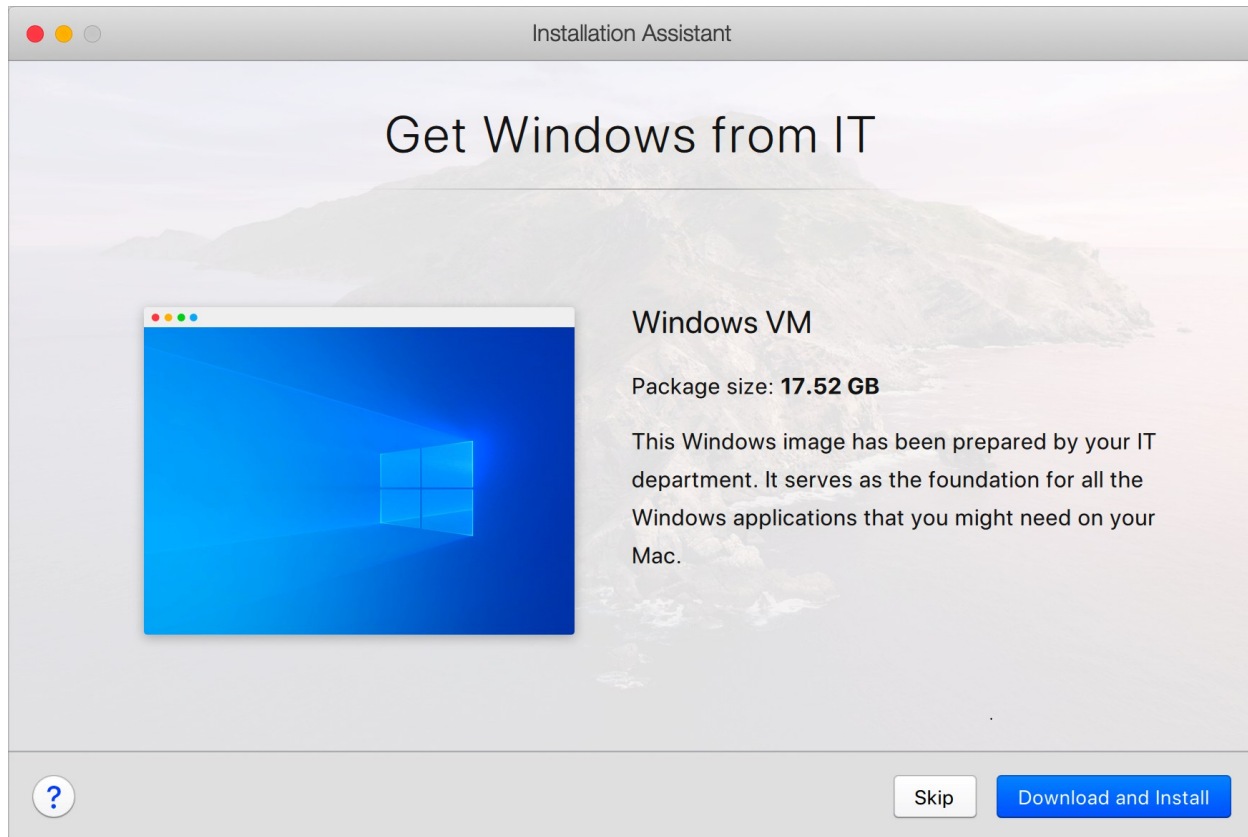 Installation Assistant
Get Windows from IT
Windows VM
Package size: 17.52 GB
This Windows image has been prepared by your IT
department. It serves as the foundation for all the
Windows applications that you might need on your
Mac.
.
?
Skip
Download and Install